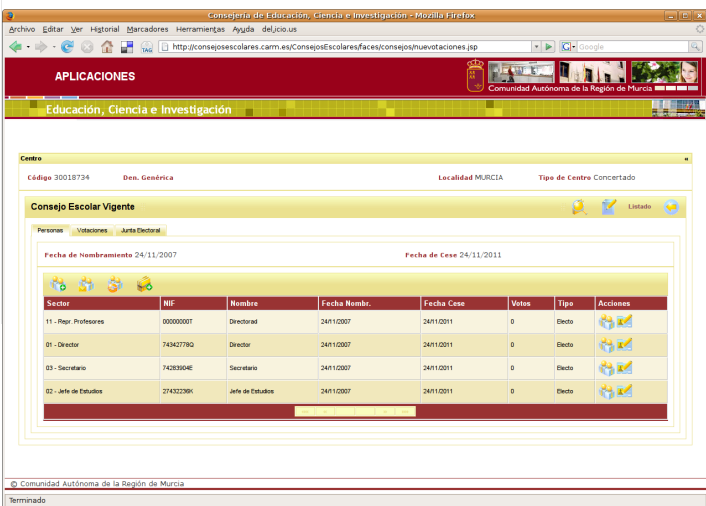 Consejería de Educación, Ciencia e Investigación - Mozilla Firefox
Archivo Editar Ver Historial Marcadores Herramientas Ayuda del.icio.us
TAG http://consejosescolares.carm.es/ConsejosEscolares/faces/consejos/nuevotaciones.jsp G Google
APLICACIONES
Comunidad Autónoma de la Región de Murcia
Educación, Ciencia e Investigación
Centro «
Código 30018734 Den. Genérica Localidad MURCIA Tipo de Centro Concertado
Consejo Escolar Vigente Listado
Personas Votaciones Junta Electoral
Fecha de Nombramiento 24/11/2007 Fecha de Cese 24/11/2011
Sector NIF Nombre Fecha Nombr. Fecha Cese Votos Tipo Acciones
11 - Repr. Profesores 00000000T Directorad 24/11/2007 24/11/2011 0 Electo
01 - Director 74342778Q Director 24/11/2007 24/11/2011 0 Electo
03 - Secretario 74283904E Secretario 24/11/2007 24/11/2011 0 Electo
02 - Jefe de Estudios 27432236K Jefe de Estudios 24/11/2007 24/11/2011 0 Electo
© Comunidad Autónoma de la Región de Murcia
Terminado